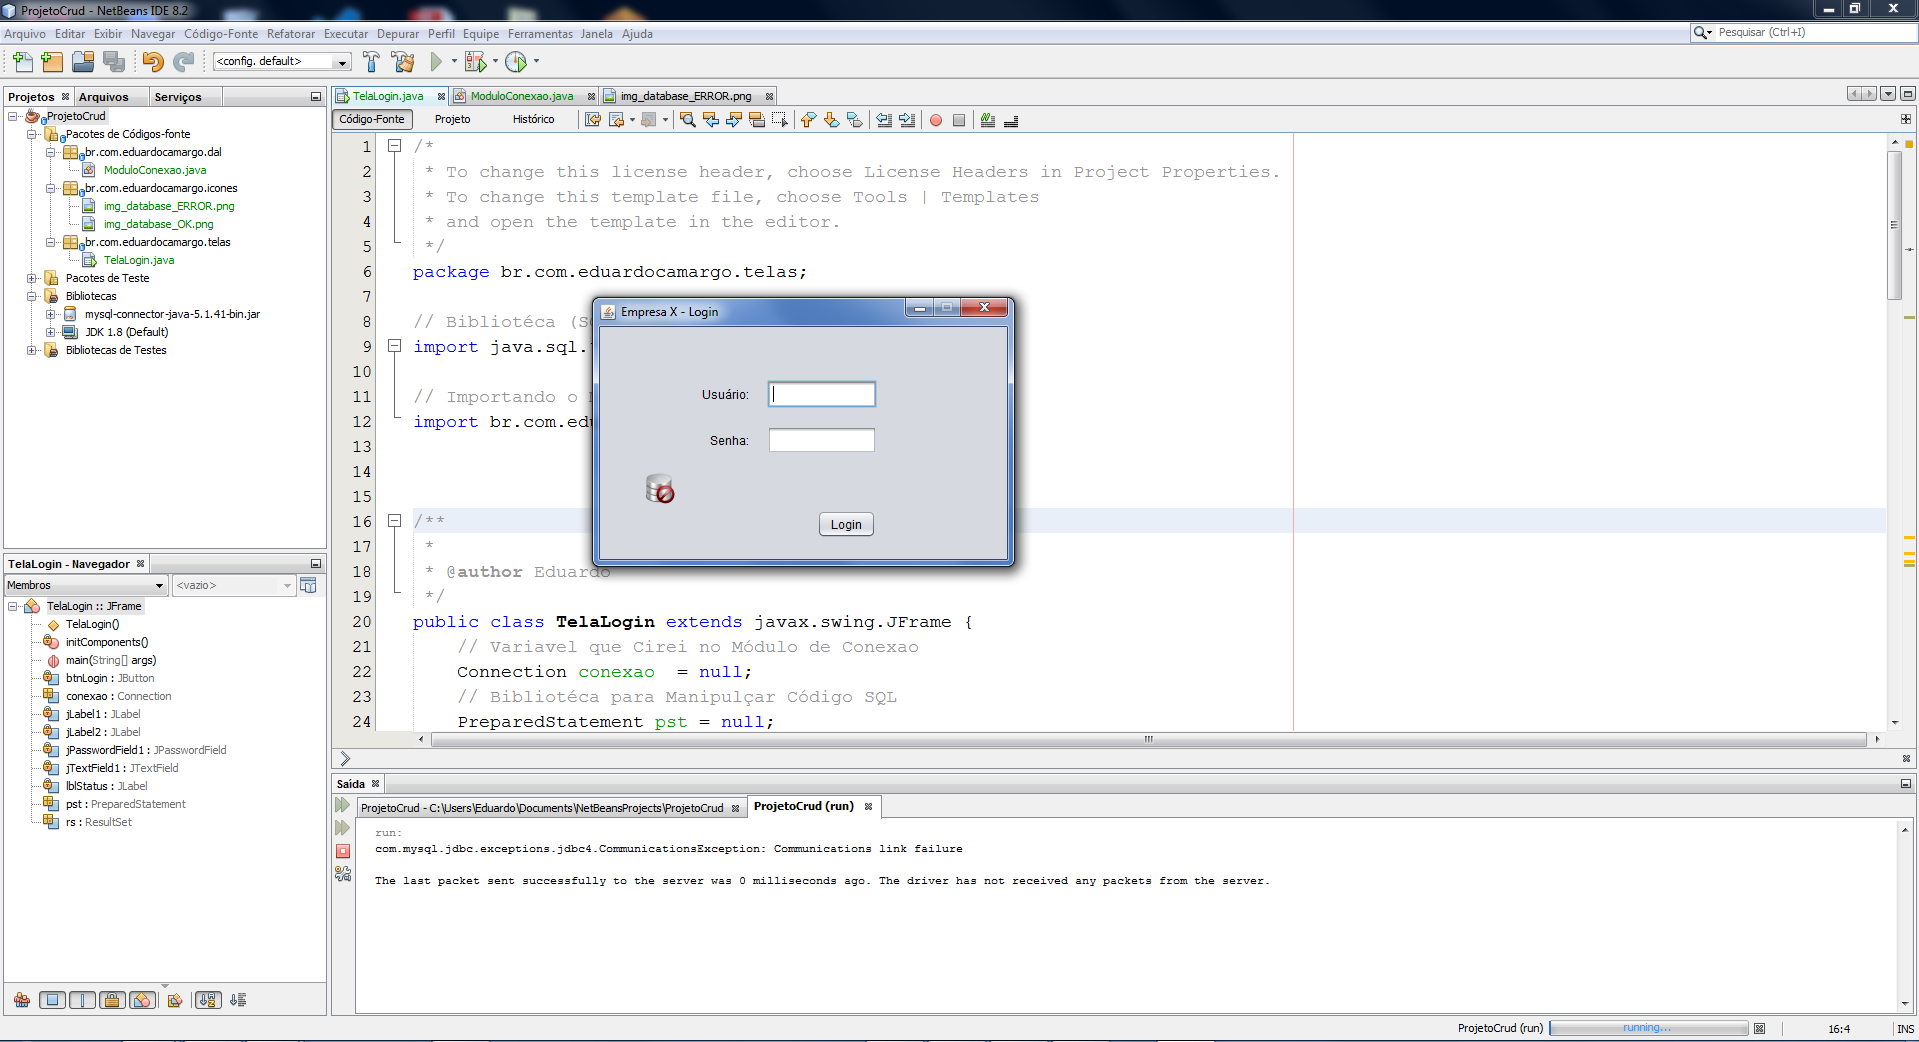 ProjetoCrud - NetBeans IDE 8.2
Arquivo Editar Exibir Navegar Código-Fonte Refatorar Executar Depurar Perfil Equipe Ferramentas Janela Ajuda
Pesquisar (Ctrl+I)
<config. default>
Projetos Arquivos Serviços
ProjetoCrud
Pacotes de Códigos-fonte
br.com.eduardocamargo.dal
ModuloConexao.java
br.com.eduardocamargo.icones
img_database_ERROR.png
img_database_OK.png
br.com.eduardocamargo.telas
TelaLogin.java
Pacotes de Teste
Bibliotecas
mysql-connector-java-5.1.41-bin.jar
JDK 1.8 (Default)
Bibliotecas de Testes
TelaLogin - Navegador
Membros
<vazio>
TelaLogin :: JFrame
TelaLogin()
initComponents()
main(String[] args)
btnLogin : JButton
conexao : Connection
jLabel1 : JLabel
jLabel2 : JLabel
jPasswordField1 : JPasswordField
jTextField1 : JTextField
lblStatus : JLabel
pst : PreparedStatement
rs : ResultSet
TelaLogin.java ModuloConexao.java img_database_ERROR.png
Código-Fonte Projeto Histórico
1 /*
2 * To change this license header, choose License Headers in Project Properties.
3 * To change this template file, choose Tools | Templates
4 * and open the template in the editor.
5 */
6 package br.com.eduardocamargo.telas;
7
8 // Bibliotéca (S
9 import java.sql.
10
11 // Importando o
12 import br.com.edu
13
14
15
16 /**
17 *
18 * @author Eduardo
19 */
20 public class TelaLogin extends javax.swing.JFrame {
21 // Variavel que Cirei no Módulo de Conexao
22 Connection conexao = null;
23 // Bibliotéca para Manipulçar Código SQL
24 PreparedStatement pst = null;
Empresa X - Login
Usuário:
Senha:
Login
Saída
ProjetoCrud - C:\Users\Eduardo\Documents\NetBeansProjects\ProjetoCrud ProjetoCrud (run)
run:
com.mysql.jdbc.exceptions.jdbc4.CommunicationsException: Communications link failure
The last packet sent successfully to the server was 0 milliseconds ago. The driver has not received any packets from the server.
ProjetoCrud (run) running... 16:4 INS